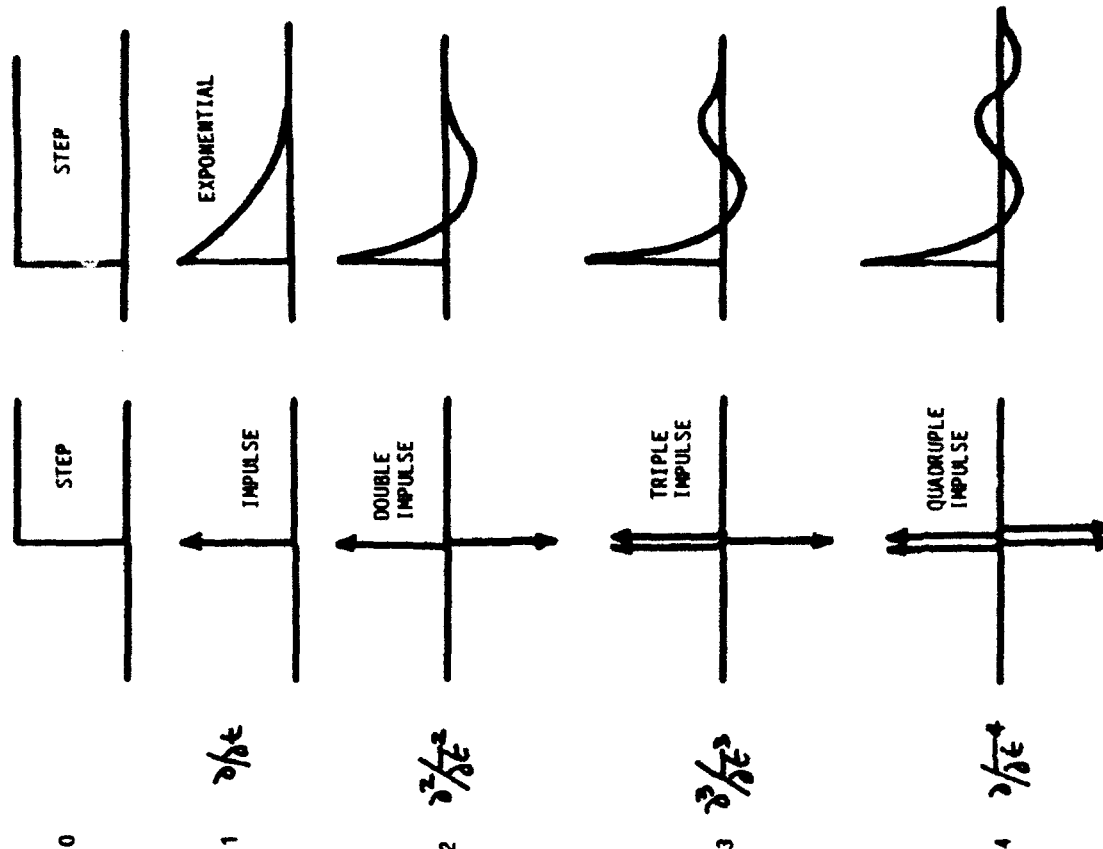 0 STEP STEP
1 ∂/∂t IMPULSE EXPONENTIAL
2 ∂²/∂t² DOUBLE
IMPULSE
3 ∂³/∂t³ TRIPLE
IMPULSE
4 ∂/∂t⁴ QUADRUPLE
IMPULSE